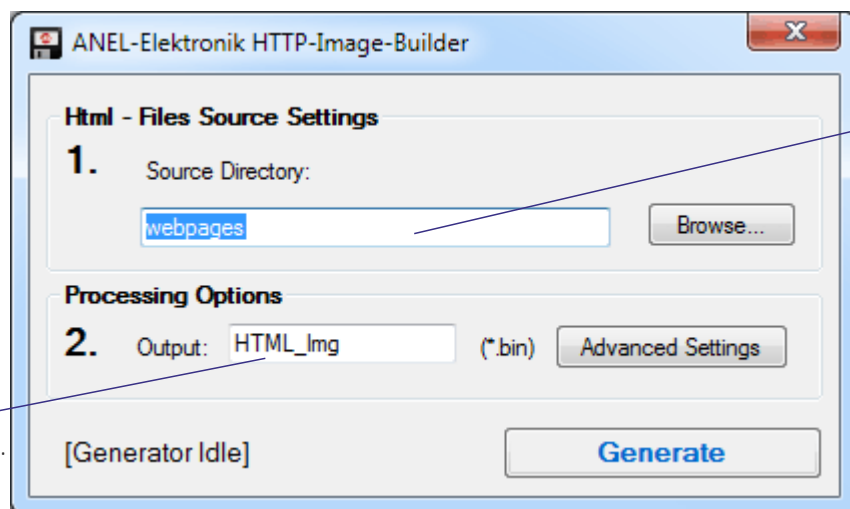 ANEL-Elektronik HTTP-Image-Builder
Html - Files Source Settings
1.
Source Directory:
webpages
Browse...
Processing Options
2. Output: HTML_Img (*.bin) Advanced Settings
[Generator Idle]
Generate